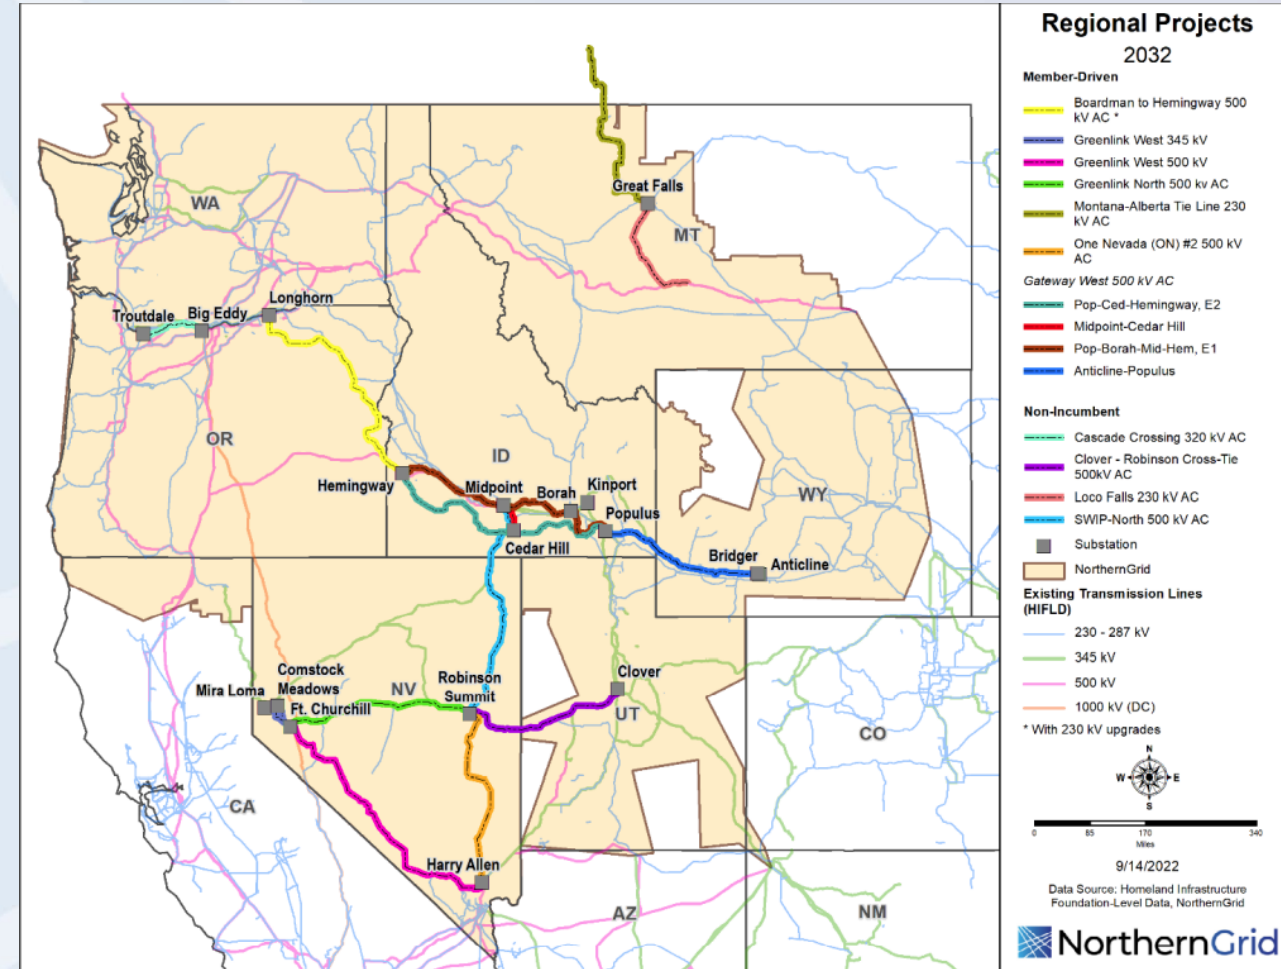 Regional Projects
2032
Member-Driven
Boardman to Hemingway 500
kV AC *
Greenlink West 345 kV
Greenlink West 500 kV
Greenlink North 500 kv AC
Montana-Alberta Tie Line 230
kV AC
One Nevada (ON) #2 500 kV
AC
Gateway West 500 kV AC
Pop-Ced-Hemingway, E2
Midpoint-Cedar Hill
Pop-Borah-Mid-Hem, E1
Anticline-Populus
Non-Incumbent
Cascade Crossing 320 kV AC
Clover - Robinson Cross-Tie
500kV AC
Loco Falls 230 kV AC
SWIP-North 500 kV AC
Substation
NorthernGrid
Existing Transmission Lines
(HIFLD)
230 - 287 kV
345 kV
500 kV
1000 kV (DC)
* With 230 kV upgrades
N
W
E
S
0
85
170
340
Miles
9/14/2022
Data Source: Homeland Infrastructure
Foundation-Level Data, NorthernGrid
NorthernGrid
Great Falls
WA
MT
Longhorn
Troutdale
Big Eddy
OR
ID
Hemingway
Midpoint
Borah
Kinport
WY
Populus
Cedar Hill
Bridger
Anticline
Comstock
Meadows
Mira Loma
Ft. Churchill
NV
Robinson
Summit
Clover
UT
CO
CA
Harry Allen
AZ
NM